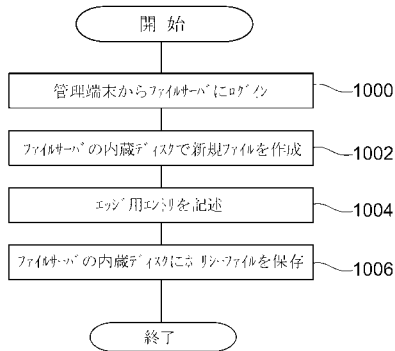 開 始
管理端末からﾌｧｲﾙｻｰﾊﾞにﾛｸﾞｲﾝ
1000
ﾌｧｲﾙｻｰﾊﾞの内蔵ﾃﾞｨｽｸで新規ﾌｧｲﾙを作成
1002
ｴｯｼﾞ用ｴﾝﾄﾘを記述
1004
ﾌｧｲﾙｻｰﾊﾞの内蔵ﾃﾞｨｽｸにﾎﾟﾘｼｰﾌｧｲﾙを保存
1006
終了